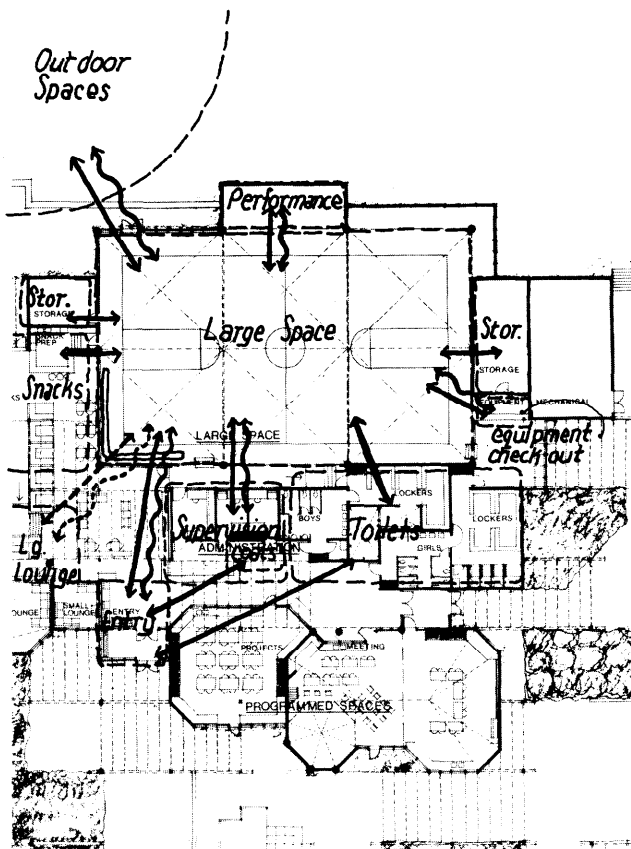 Outdoor
Spaces
Performance
Stor.
STORAGE
PREP
Large Space
Stor.
STORAGE
Snacks
MECHANICAL
equipment
check-out
LARGE SPACE
LOCKERS
BOYS
LOCKERS
Supervision
Toilets
ADMINISTRATION
GIRLS
Lg.
Lounge
LOUNGE
SMALL
LOUNGE
ENTRY
Entry
PROJECTS
MEETING
PROGRAMMED SPACES